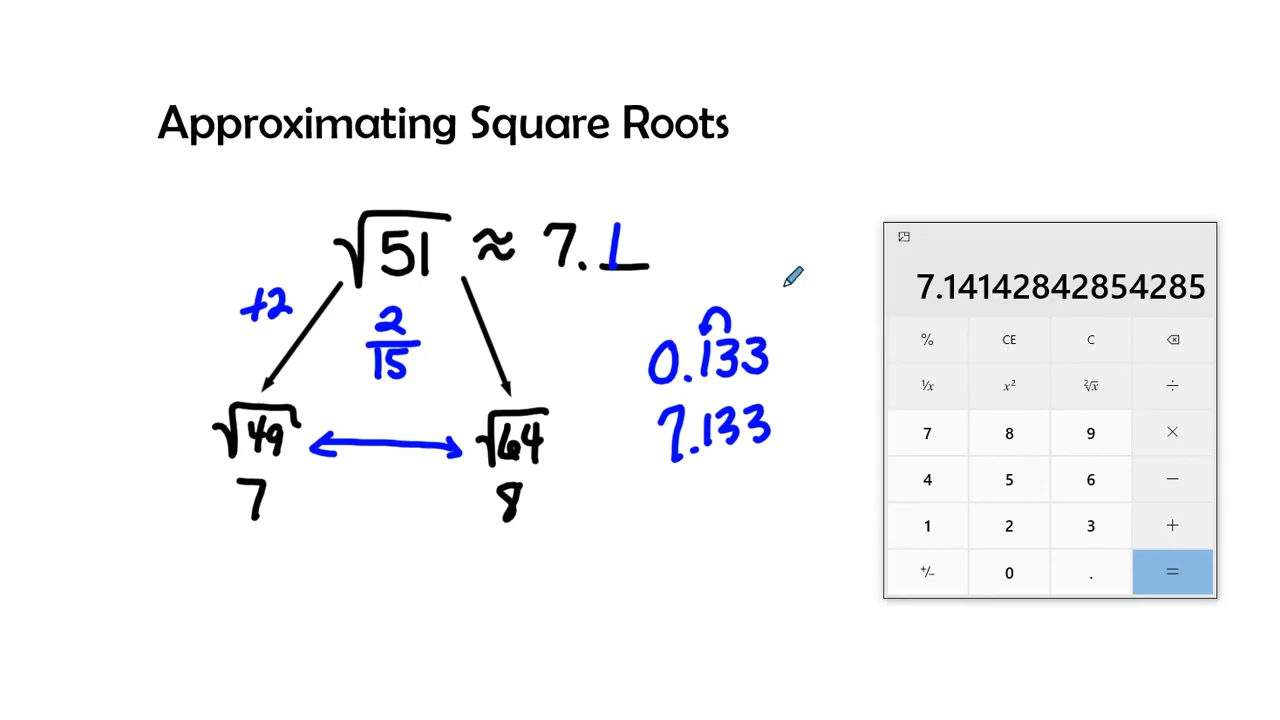 Approximating Square Roots
√51 ≈ 7.1
+2
2
15
√49
√64
7
8
0.133
7.133
7.14142842854285
% CE C ⌫
¹/x x² ²√x ÷
7 8 9 ×
4 5 6 −
1 2 3 +
+/− 0 . =